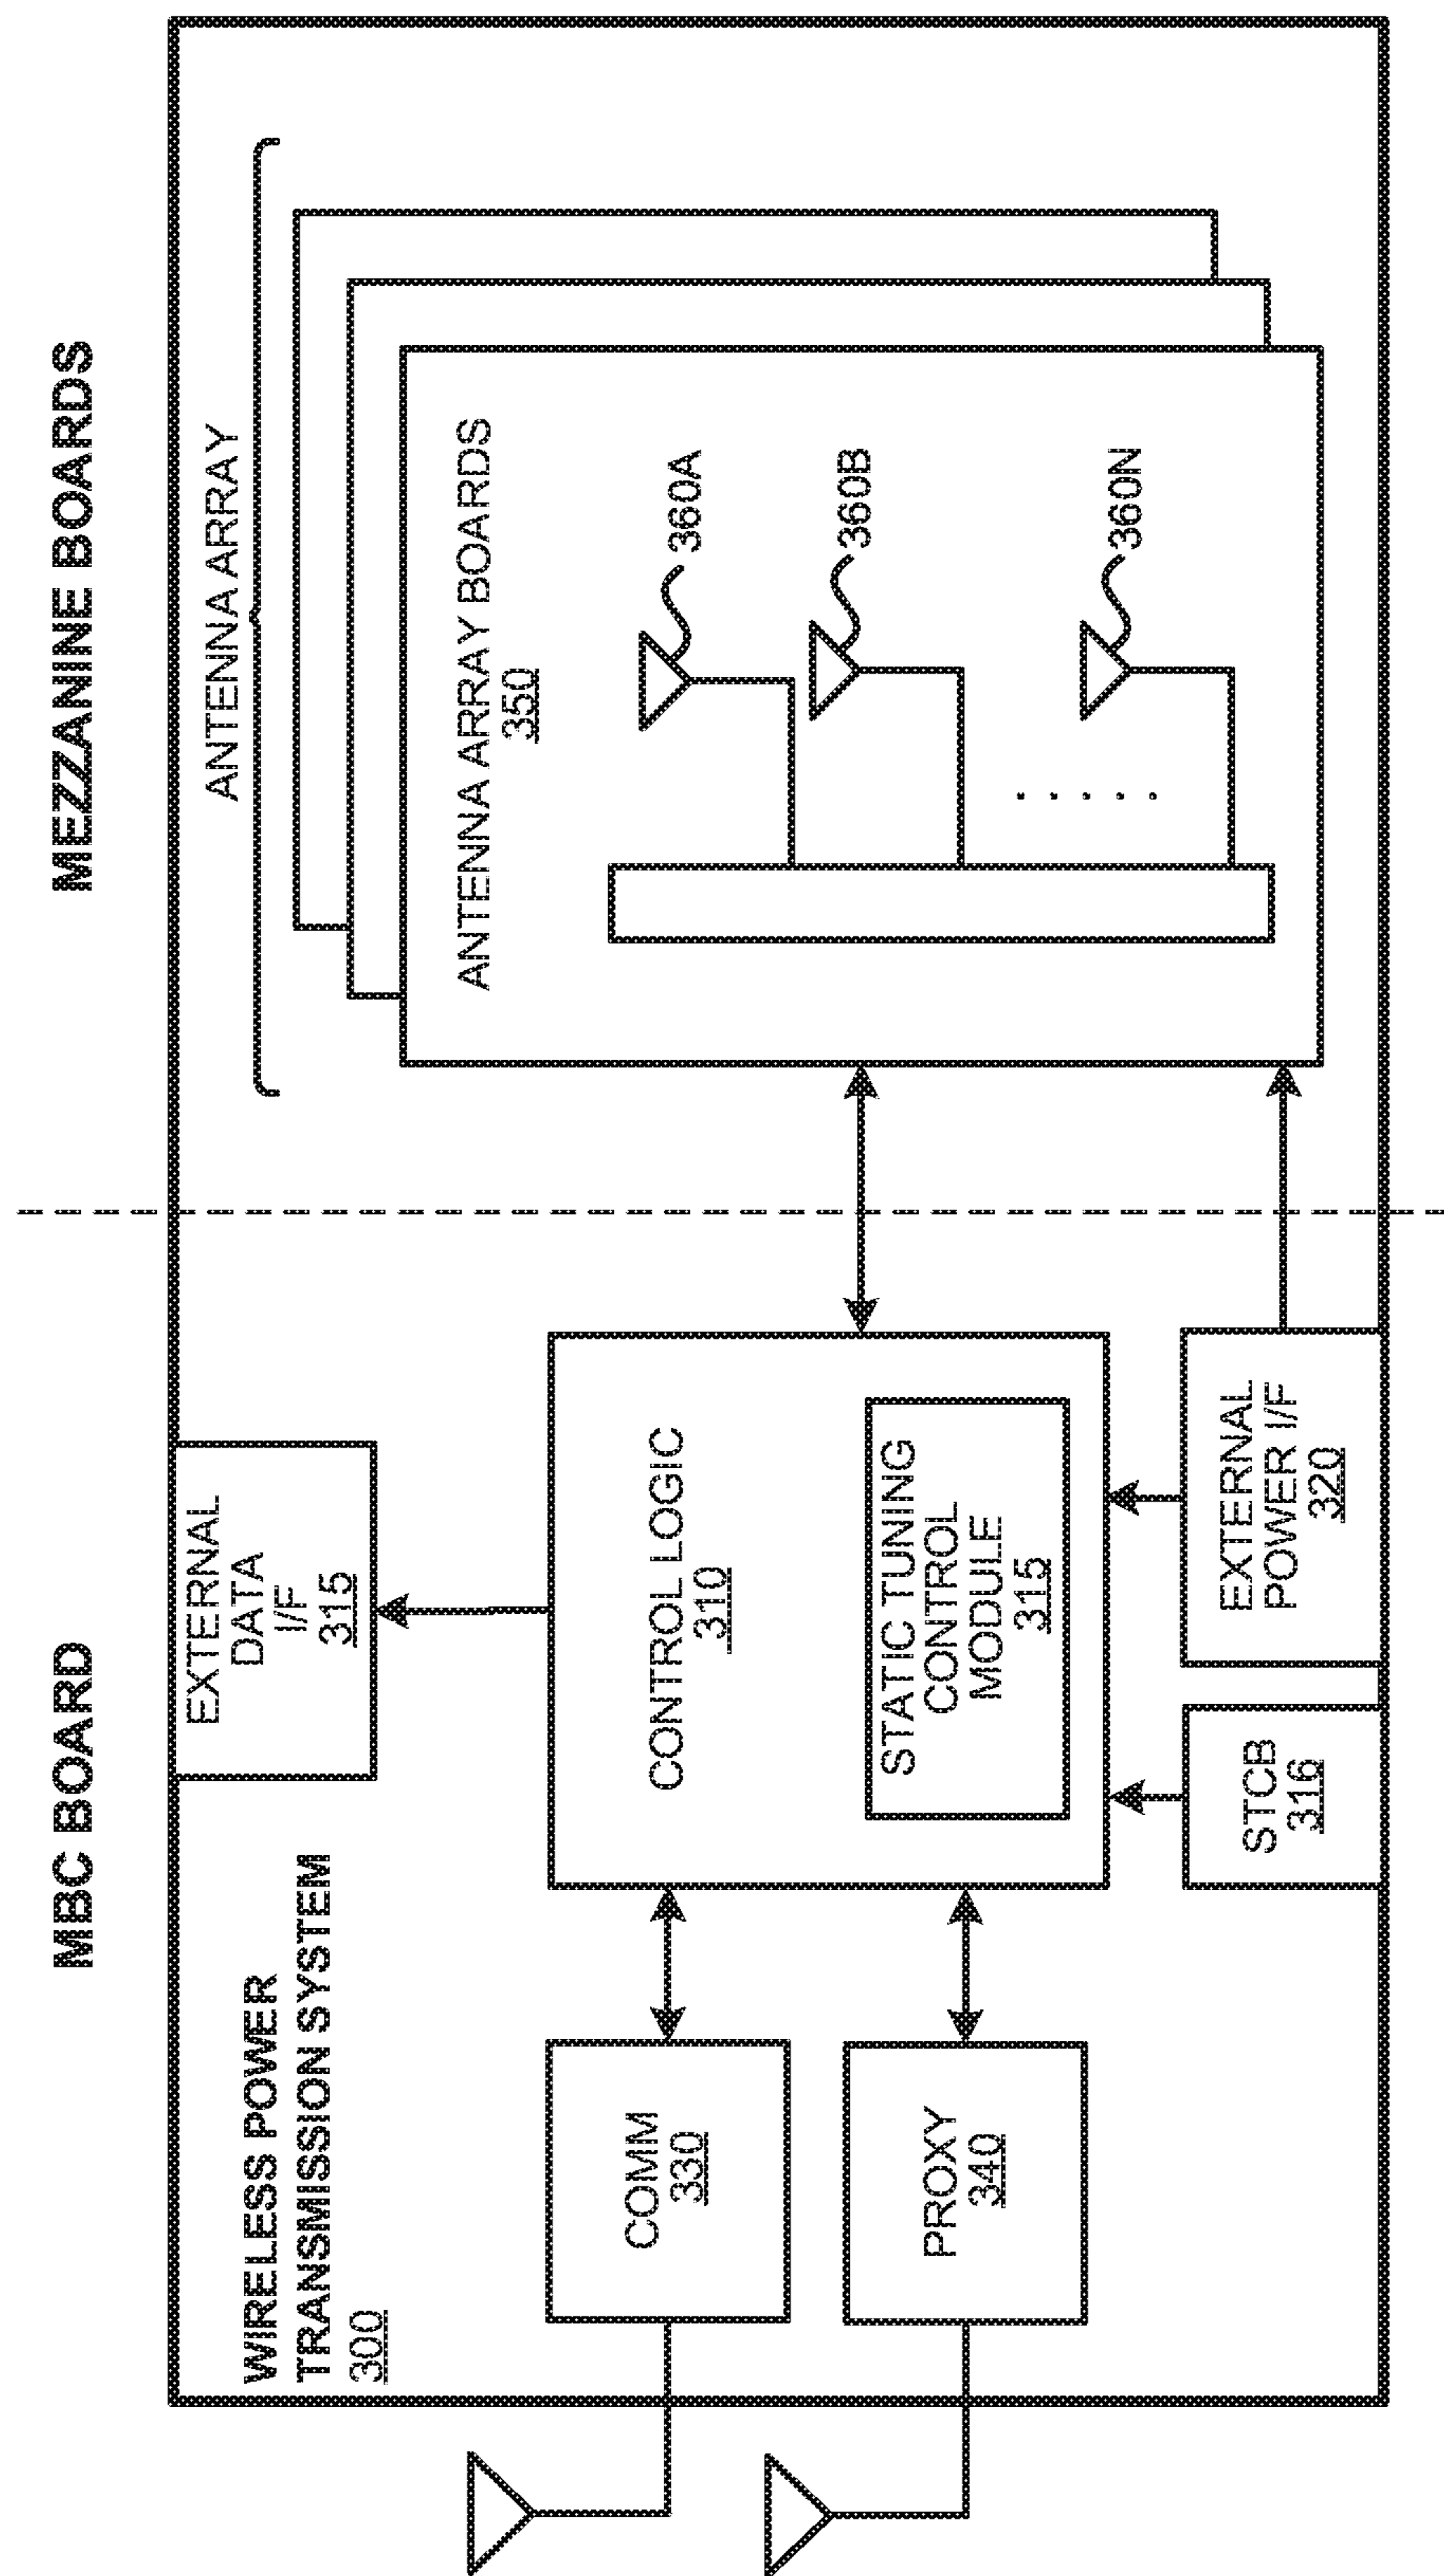 MBC BOARD
MEZZANINE BOARDS
WIRELESS POWER
TRANSMISSION SYSTEM
300
EXTERNAL
DATA
I/F
315
ANTENNA ARRAY
COMM
330
PROXY
340
CONTROL LOGIC
310
STATIC TUNING
CONTROL
MODULE
315
STCB
316
EXTERNAL
POWER I/F
320
ANTENNA ARRAY BOARDS
350
360A
360B
. . . . .
360N